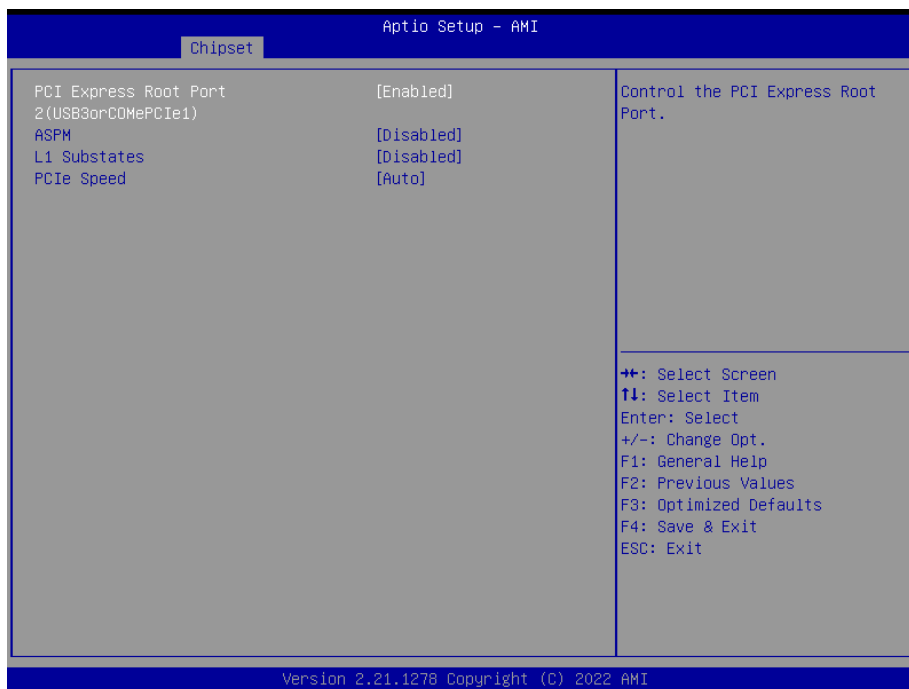 Aptio Setup - AMI
Chipset
PCI Express Root Port [Enabled]
2(USB3orCOMePCIe1)
ASPM [Disabled]
L1 Substates [Disabled]
PCIe Speed [Auto]
Control the PCI Express Root
Port.
→←: Select Screen
↑↓: Select Item
Enter: Select
+/-: Change Opt.
F1: General Help
F2: Previous Values
F3: Optimized Defaults
F4: Save & Exit
ESC: Exit
Version 2.21.1278 Copyright (C) 2022 AMI